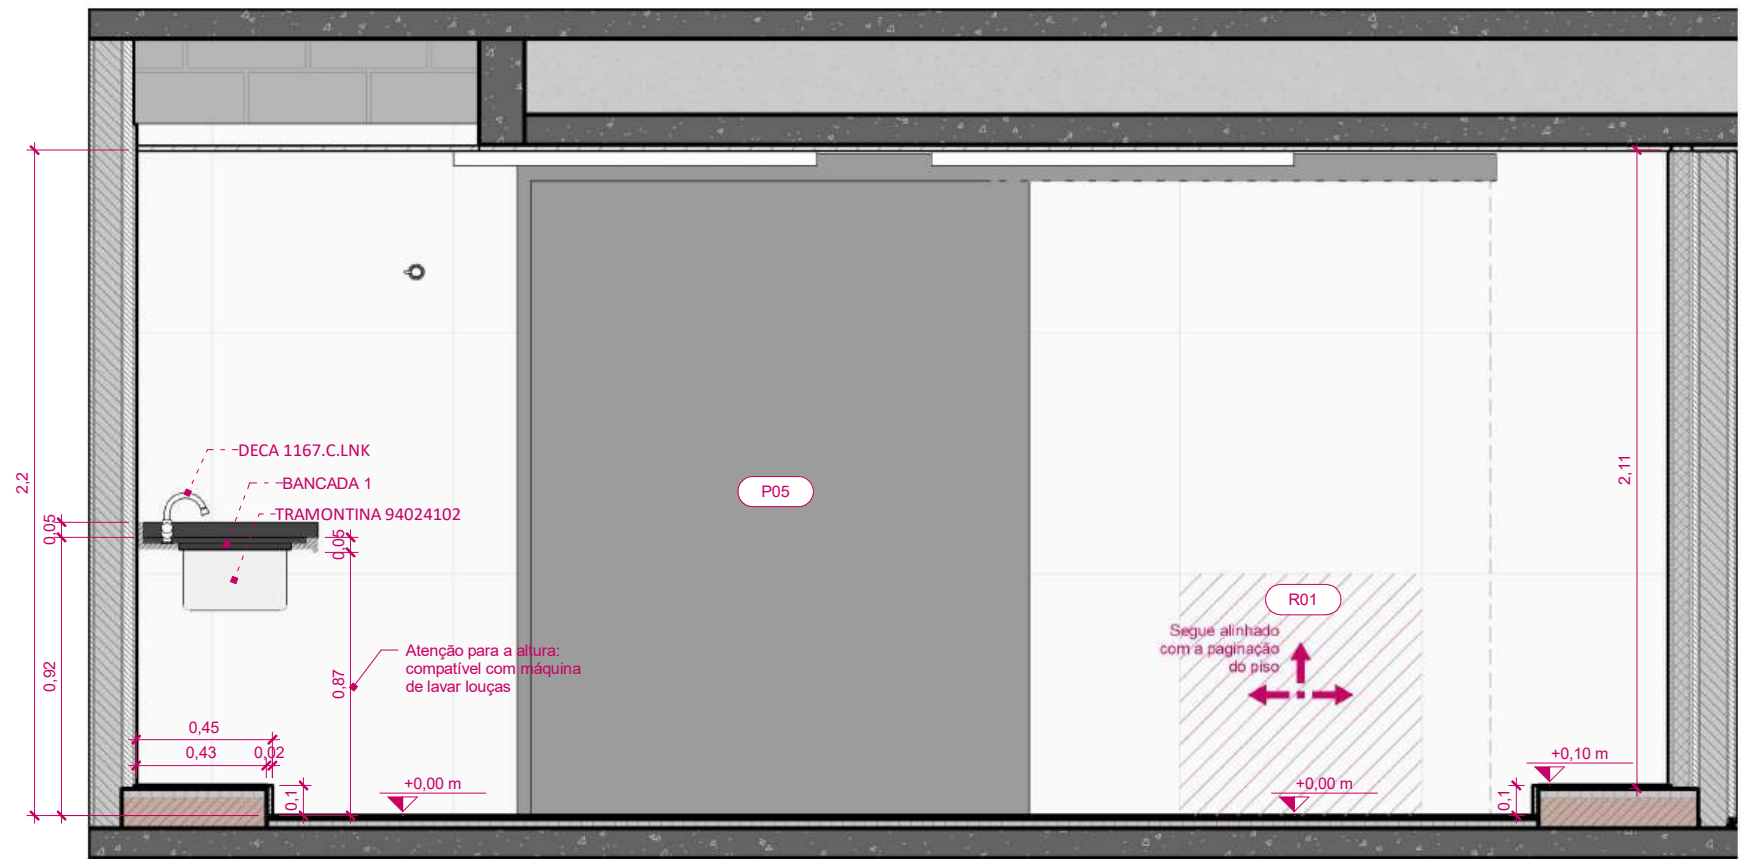 DECA 1167.C.LNK
BANCADA 1
TRAMONTINA 94024102
2,2
0,05
0,92
0,05
0,87
Atenção para a altura:
compatível com máquina
de lavar louças
0,45
0,43
0,02
0,1
+0,00 m
P05
R01
Segue alinhado
com a paginação
do piso
+0,00 m
2,11
+0,10 m
0,1